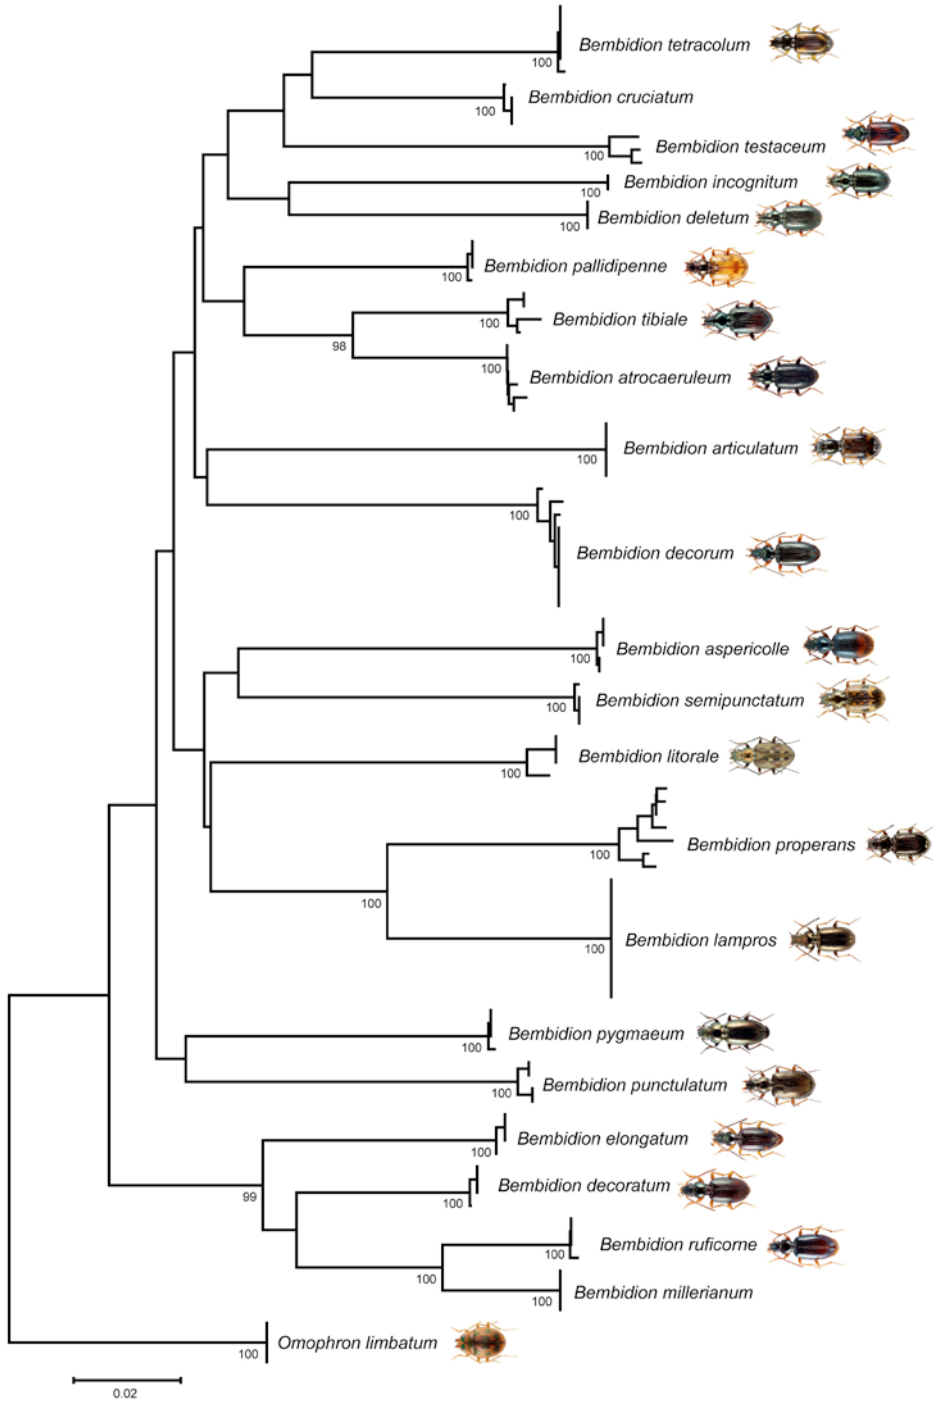 Bembidion tetracolum
100
Bembidion cruciatum
100
Bembidion testaceum
100
Bembidion incognitum
100
Bembidion deletum
100
Bembidion pallidipenne
100
Bembidion tibiale
100
98
100
Bembidion atrocaeruleum
Bembidion articulatum
100
100
Bembidion decorum
Bembidion aspericolle
100
Bembidion semipunctatum
100
Bembidion litorale
100
Bembidion properans
100
100
Bembidion lampros
100
Bembidion pygmaeum
100
Bembidion punctulatum
100
Bembidion elongatum
100
Bembidion decoratum
99
100
Bembidion ruficorne
100
100
Bembidion millerianum
100
Omophron limbatum
100
0.02